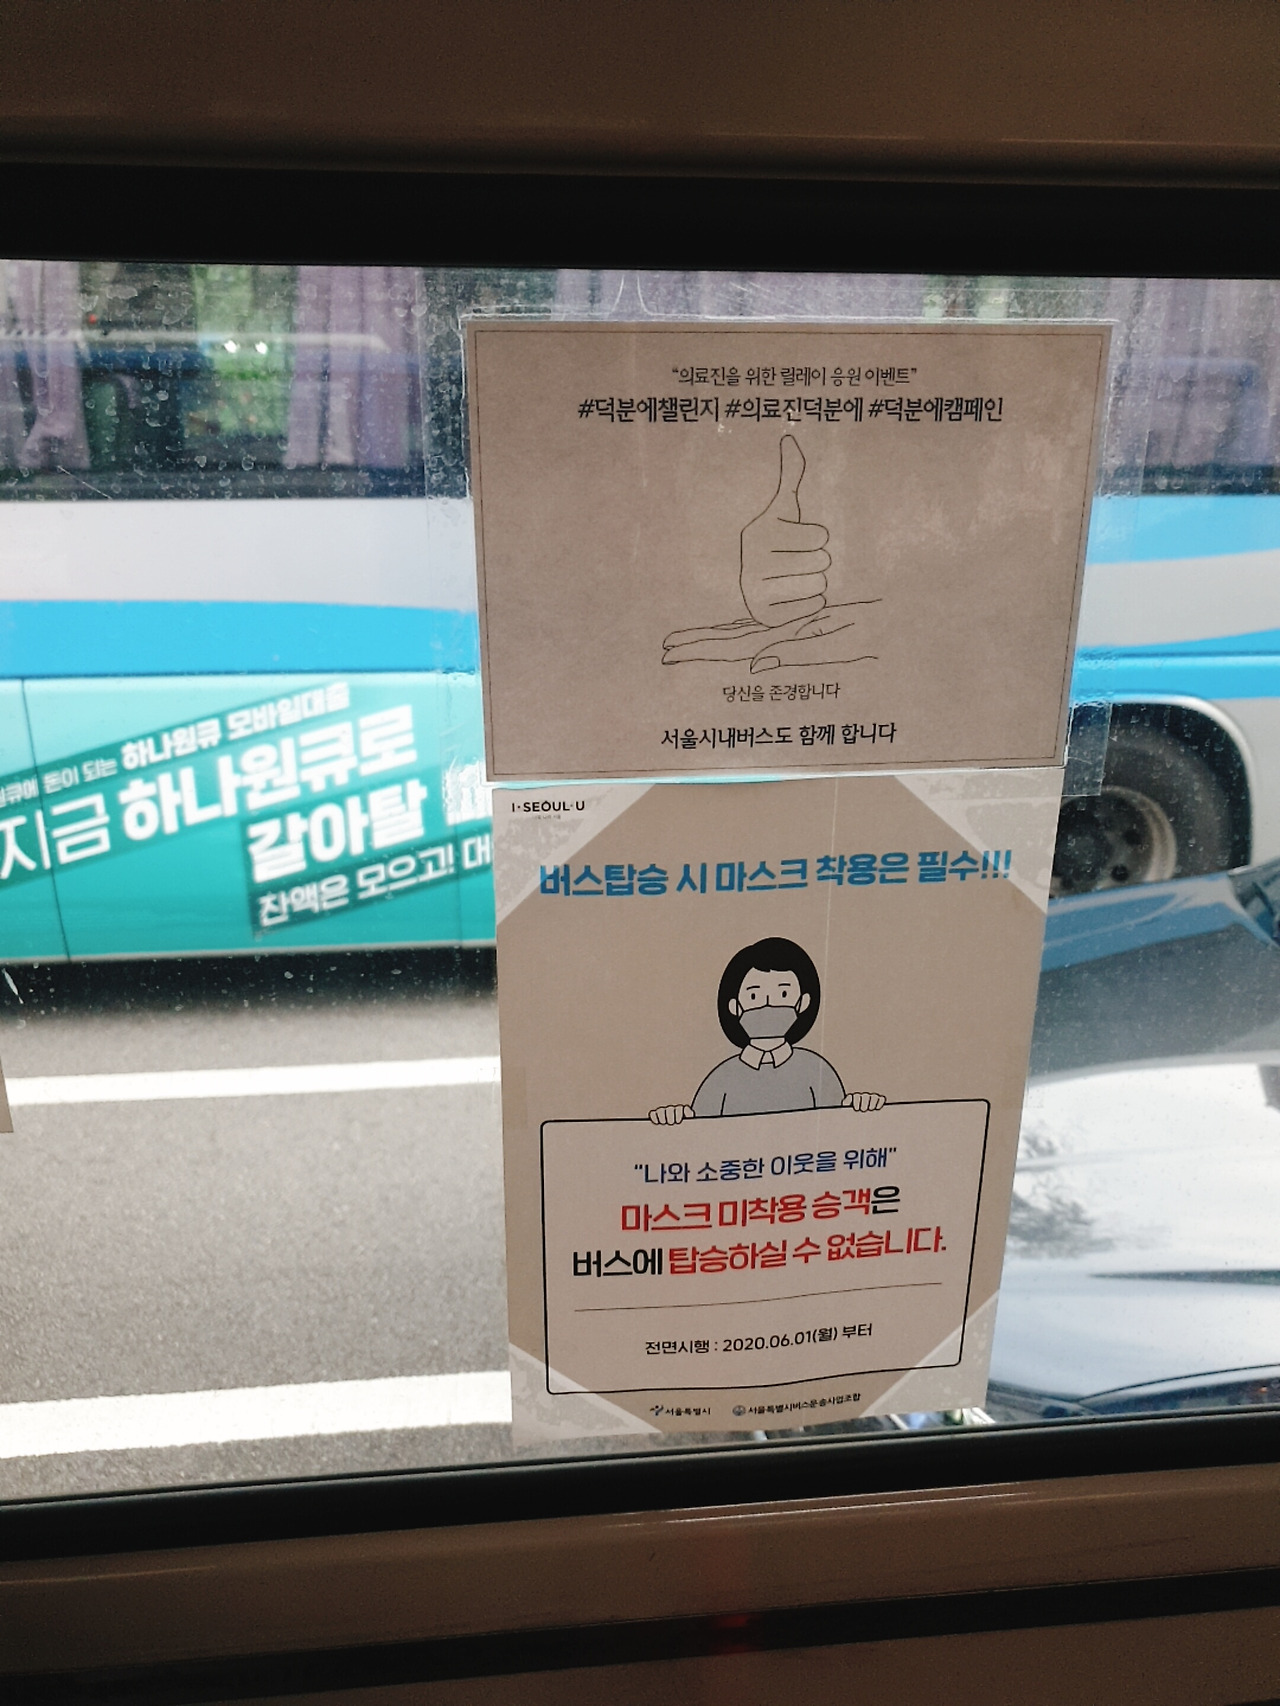 "의료진을 위한 릴레이 응원 이벤트"
#덕분에챌린지 #의료진덕분에 #덕분에캠페인
당신을 존경합니다
서울시내버스도 함께 합니다
I·SEOUL·U
버스탑승 시 마스크 착용은 필수!!!
"나와 소중한 이웃을 위해"
마스크 미착용 승객은
버스에 탑승하실 수 없습니다.
전면시행 : 2020.06.01(월) 부터
서울특별시
서울특별시버스운송사업조합
돈이 되는 하나원큐 모바일대출
지금 하나원큐로
갈아탈
잔액은 모으고!